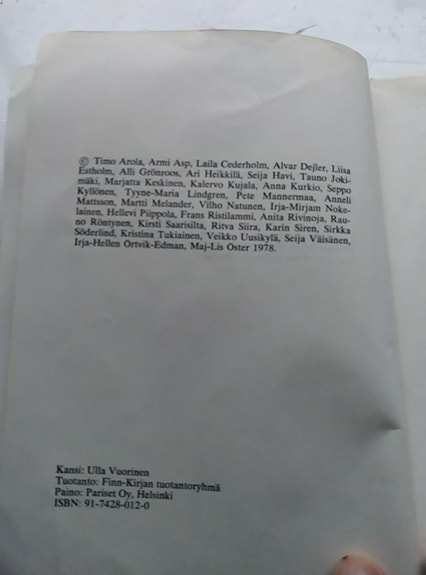 © Timo Arola, Armi Asp, Laila Cederholm, Alvar Dejler, Liisa
Estholm, Alli Grönroos, Ari Heikkilä, Seija Havi, Tauno Joki-
mäki, Marjatta Keskinen, Kalervo Kujala, Anna Kurkio, Seppo
Kyllönen, Tyyne-Maria Lindgren, Pete Mannermaa, Anneli
Mattsson, Martti Melander, Vilho Natunen, Irja-Mirjam Noke-
lainen, Hellevi Piippola, Frans Ristilammi, Anita Rivinoja, Rau-
no Röntynen, Kirsti Saarisilta, Ritva Siira, Karin Siren, Sirkka
Söderlind, Kristina Tukiainen, Veikko Uusikylä, Seija Väisänen,
Irja-Hellen Örtvik-Edman, Maj-Lis Öster 1978.
Kansi: Ulla Vuorinen
Tuotanto: Finn-Kirjan tuotantoryhmä
Paino: Pariset Oy, Helsinki
ISBN: 91-7428-012-0